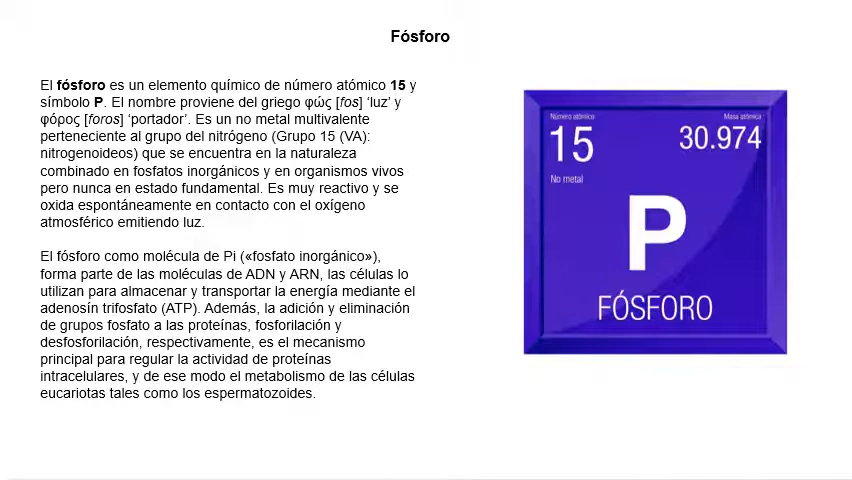 Fósforo
El fósforo es un elemento químico de número atómico 15 y
símbolo P. El nombre proviene del griego φώς [fos] ‘luz’ y
φόρος [foros] ‘portador’. Es un no metal multivalente
perteneciente al grupo del nitrógeno (Grupo 15 (VA):
nitrogenoideos) que se encuentra en la naturaleza
combinado en fosfatos inorgánicos y en organismos vivos
pero nunca en estado fundamental. Es muy reactivo y se
oxida espontáneamente en contacto con el oxígeno
atmosférico emitiendo luz.
El fósforo como molécula de Pi («fosfato inorgánico»),
forma parte de las moléculas de ADN y ARN, las células lo
utilizan para almacenar y transportar la energía mediante el
adenosín trifosfato (ATP). Además, la adición y eliminación
de grupos fosfato a las proteínas, fosforilación y
desfosforilación, respectivamente, es el mecanismo
principal para regular la actividad de proteínas
intracelulares, y de ese modo el metabolismo de las células
eucariotas tales como los espermatozoides.
Número atómico
Masa atómica
15
30.974
No metal
P
FÓSFORO